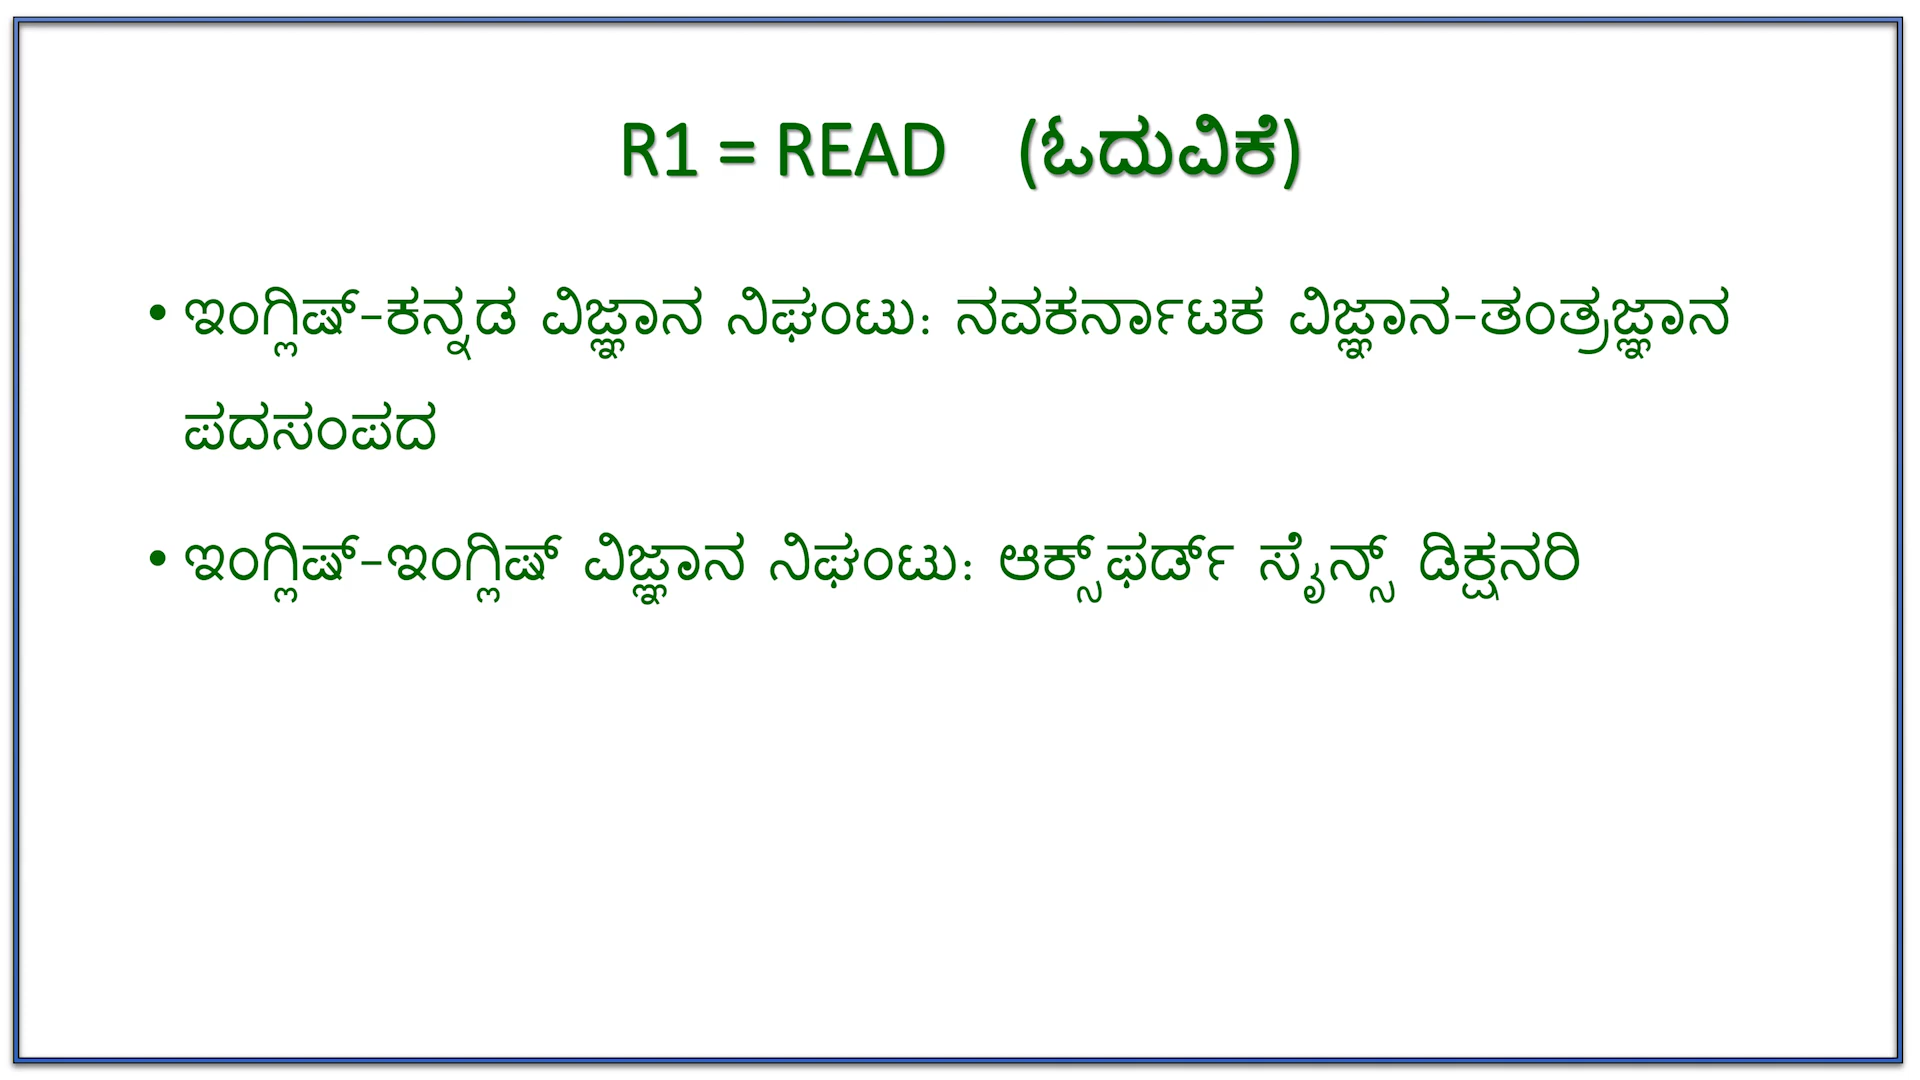 R1 = READ (ಓದುವಿಕೆ)
• ಇಂಗ್ಲಿಷ್-ಕನ್ನಡ ವಿಜ್ಞಾನ ನಿಘಂಟು: ನವಕರ್ನಾಟಕ ವಿಜ್ಞಾನ-ತಂತ್ರಜ್ಞಾನ
ಪದಸಂಪದ
• ಇಂಗ್ಲಿಷ್-ಇಂಗ್ಲಿಷ್ ವಿಜ್ಞಾನ ನಿಘಂಟು: ಆಕ್ಸ್‌ಫರ್ಡ್ ಸೈನ್ಸ್ ಡಿಕ್ಷನರಿ